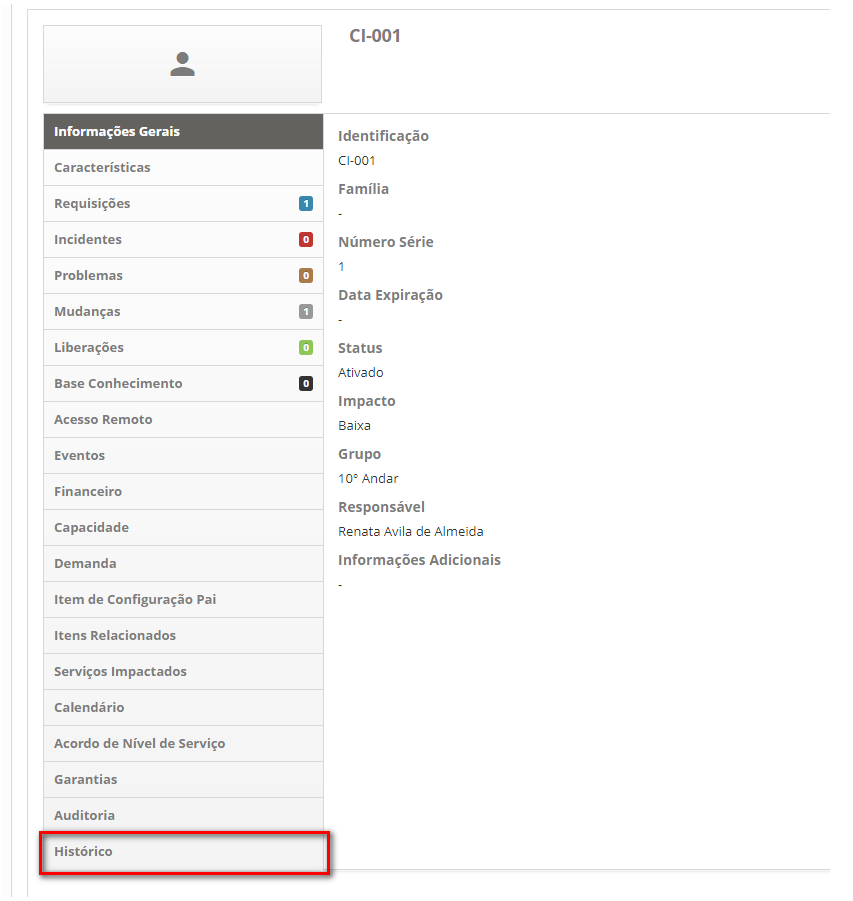 CI-001
Informações Gerais
Características
Requisições 1
Incidentes 0
Problemas 0
Mudanças 1
Liberações 0
Base Conhecimento 0
Acesso Remoto
Eventos
Financeiro
Capacidade
Demanda
Item de Configuração Pai
Itens Relacionados
Serviços Impactados
Calendário
Acordo de Nível de Serviço
Garantias
Auditoria
Histórico
Identificação
CI-001
Família
-
Número Série
1
Data Expiração
-
Status
Ativado
Impacto
Baixa
Grupo
10° Andar
Responsável
Renata Avila de Almeida
Informações Adicionais
-